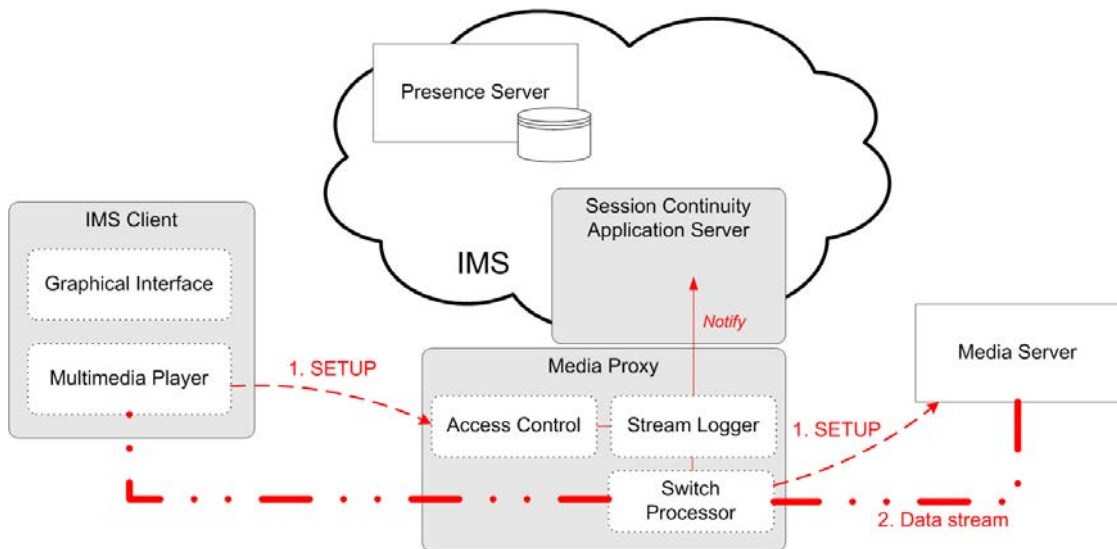 Presence Server
Session Continuity
Application Server
IMS
Notify
IMS Client
Graphical Interface
Multimedia Player
1. SETUP
Media Proxy
Access Control
Stream Logger
Switch
Processor
1. SETUP
Media Server
2. Data stream